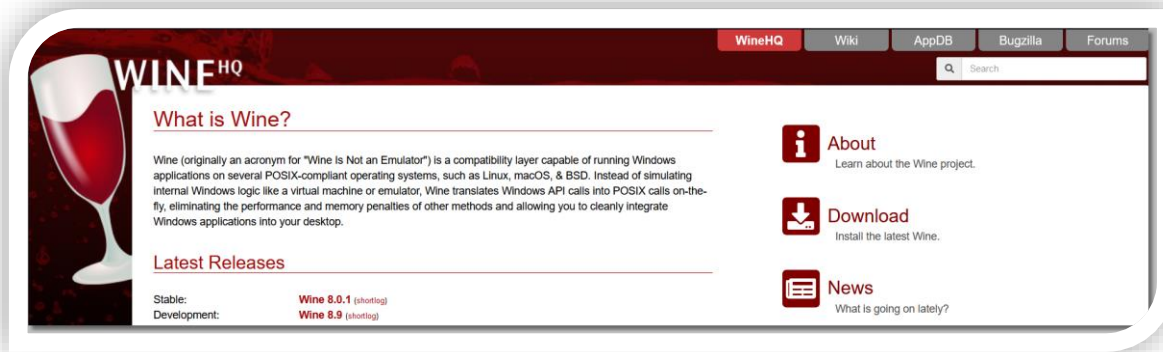 WineHQ Wiki AppDB Bugzilla Forums
WINE HQ
Search
What is Wine?
Wine (originally an acronym for "Wine Is Not an Emulator") is a compatibility layer capable of running Windows
applications on several POSIX-compliant operating systems, such as Linux, macOS, & BSD. Instead of simulating
internal Windows logic like a virtual machine or emulator, Wine translates Windows API calls into POSIX calls on-the-
fly, eliminating the performance and memory penalties of other methods and allowing you to cleanly integrate
Windows applications into your desktop.
Latest Releases
Stable: Wine 8.0.1 (shortlog)
Development: Wine 8.9 (shortlog)
About
Learn about the Wine project.
Download
Install the latest Wine.
News
What is going on lately?